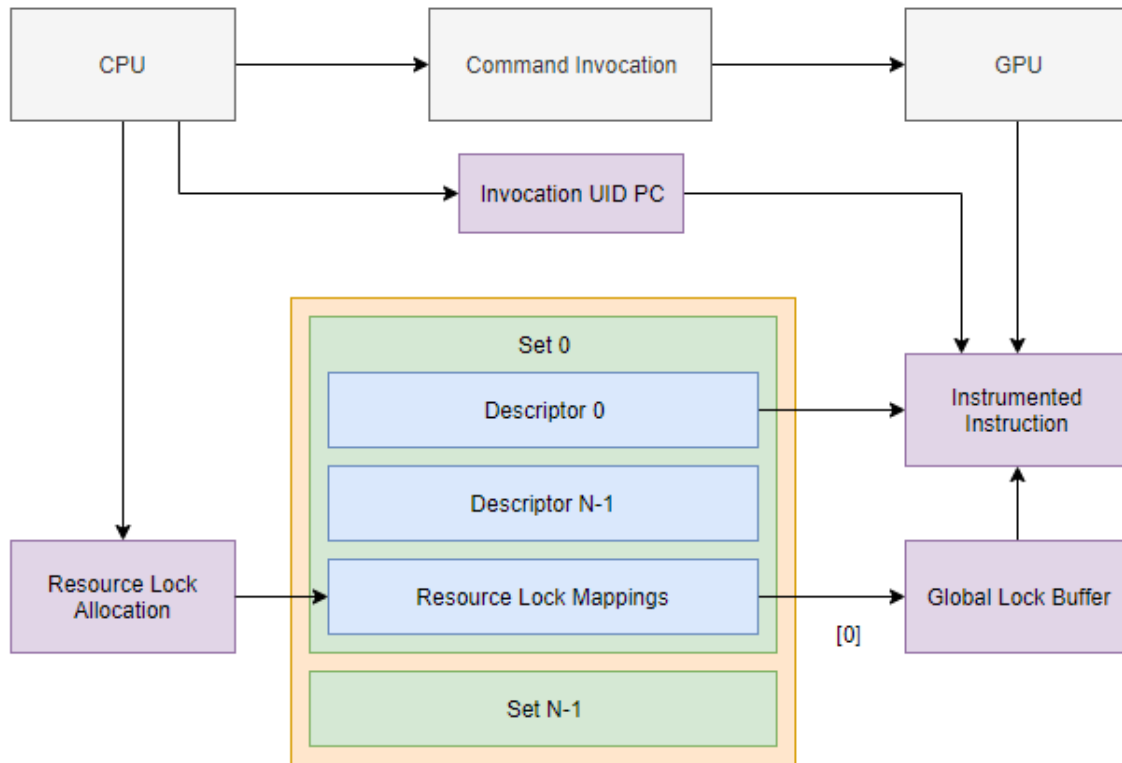 CPU
Command Invocation
GPU
Invocation UID PC
Set 0
Descriptor 0
Instrumented
Instruction
Descriptor N-1
Resource Lock
Allocation
Resource Lock Mappings
Global Lock Buffer
[0]
Set N-1